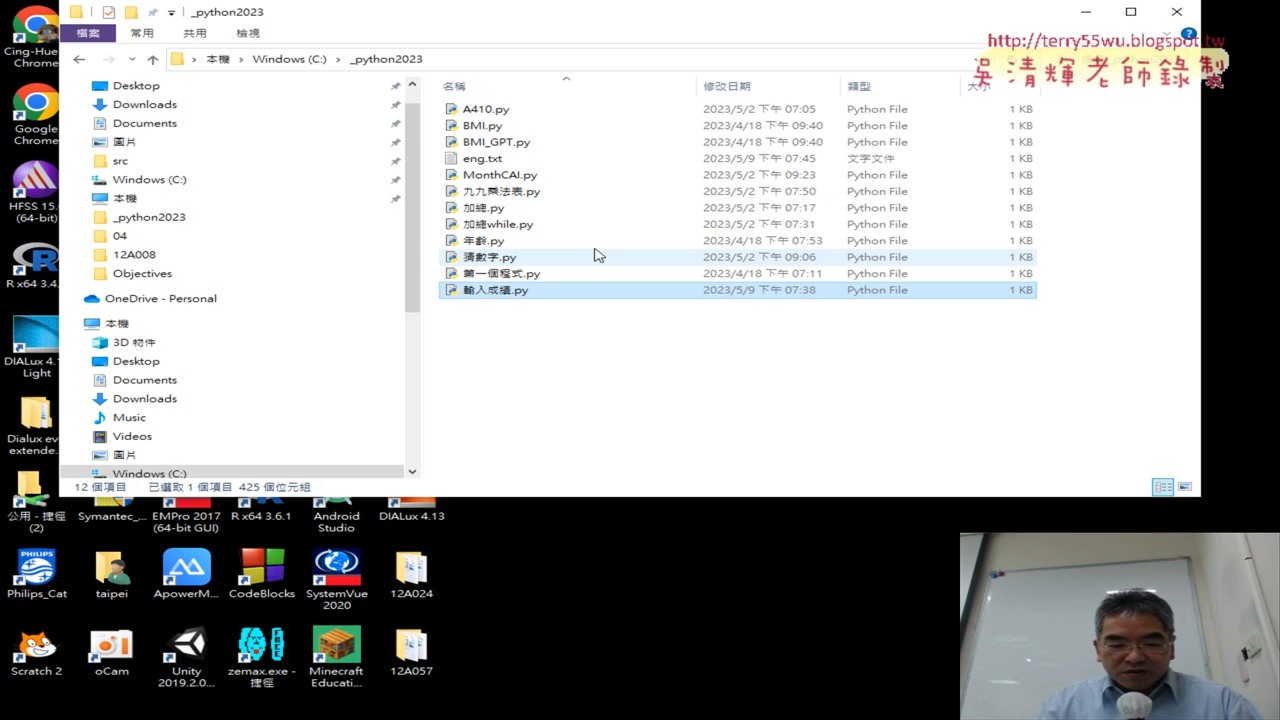 _python2023
檔案 常用 共用 檢視
http://terry55wu.blogspot.tw
吳清輝老師錄製
本機 > Windows (C:) > _python2023
名稱 修改日期 類型 大小
A410.py 2023/5/2 下午 07:05 Python File 1 KB
BMI.py 2023/4/18 下午 09:40 Python File 1 KB
BMI_GPT.py 2023/4/18 下午 09:40 Python File 1 KB
eng.txt 2023/5/9 下午 07:45 文字文件 1 KB
MonthCAl.py 2023/5/2 下午 09:23 Python File 1 KB
九九乘法表.py 2023/5/2 下午 07:50 Python File 1 KB
加總.py 2023/5/2 下午 07:17 Python File 1 KB
加總while.py 2023/5/2 下午 07:31 Python File 1 KB
年齡.py 2023/4/18 下午 07:53 Python File 1 KB
猜數字.py 2023/5/2 下午 09:06 Python File 1 KB
第一個程式.py 2023/4/18 下午 07:11 Python File 1 KB
輸入成績.py 2023/5/9 下午 07:38 Python File 1 KB
Desktop
Downloads
Documents
圖片
src
Windows (C:)
本機
_python2023
04
12A008
Objectives
OneDrive - Personal
本機
3D 物件
Desktop
Documents
Downloads
Music
Videos
圖片
Windows (C:)
12 個項目 已選取 1 個項目 425 個位元組
Cing-Hue
Chrome
Google
Chrome
HFSS 15.
(64-bit)
R x64 3.4.
DIALux 4.1
Light
Dialux ev
extende..
公用 - 捷徑
(2)
Symantec_...
EMPro 2017
(64-bit GUI)
R x64 3.6.1
Android
Studio
DIALux 4.13
PHILIPS
Philips_Cat
taipei
ApowerM...
CodeBlocks
SystemVue
2020
12A024
Scratch 2
oCam
Unity
2019.2.0...
FREE
zemax.exe -
捷徑
Minecraft
Educati...
12A057